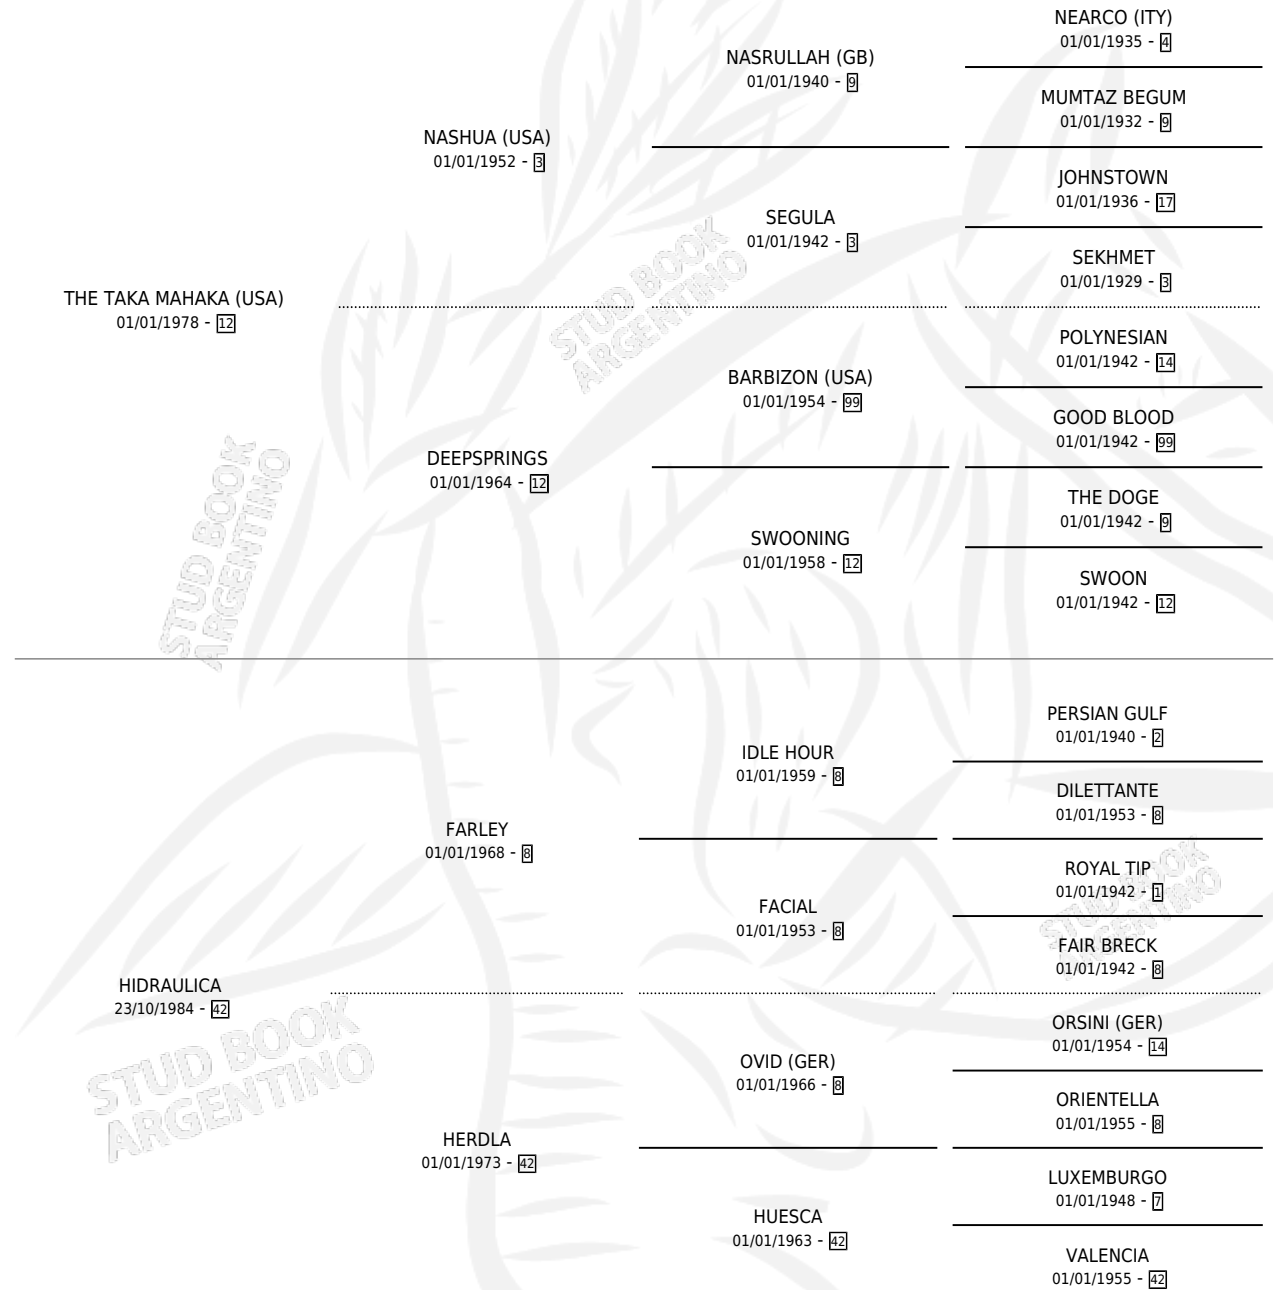 NEARCO (ITY)
01/01/1935 - 4
NASRULLAH (GB)
01/01/1940 - 9
MUMTAZ BEGUM
01/01/1932 - 9
NASHUA (USA)
01/01/1952 - 3
JOHNSTOWN
01/01/1936 - 17
SEGULA
01/01/1942 - 3
SEKHMET
01/01/1929 - 3
THE TAKA MAHAKA (USA)
01/01/1978 - 12
POLYNESIAN
01/01/1942 - 14
BARBIZON (USA)
01/01/1954 - 99
GOOD BLOOD
01/01/1942 - 99
DEEPSPRINGS
01/01/1964 - 12
THE DOGE
01/01/1942 - 9
SWOONING
01/01/1958 - 12
SWOON
01/01/1942 - 12
PERSIAN GULF
01/01/1940 - 2
IDLE HOUR
01/01/1959 - 8
DILETTANTE
01/01/1953 - 8
FARLEY
01/01/1968 - 8
ROYAL TIP
01/01/1942 - 1
FACIAL
01/01/1953 - 8
FAIR BRECK
01/01/1942 - 8
HIDRAULICA
23/10/1984 - 42
ORSINI (GER)
01/01/1954 - 14
OVID (GER)
01/01/1966 - 8
ORIENTELLA
01/01/1955 - 8
HERDLA
01/01/1973 - 42
LUXEMBURGO
01/01/1948 - 7
HUESCA
01/01/1963 - 42
VALENCIA
01/01/1955 - 42
STUD BOOK
ARGENTINO
STUD BOOK
ARGENTINO
STUD BOOK
ARGENTINO
STUD BOOK
ARGENTINO